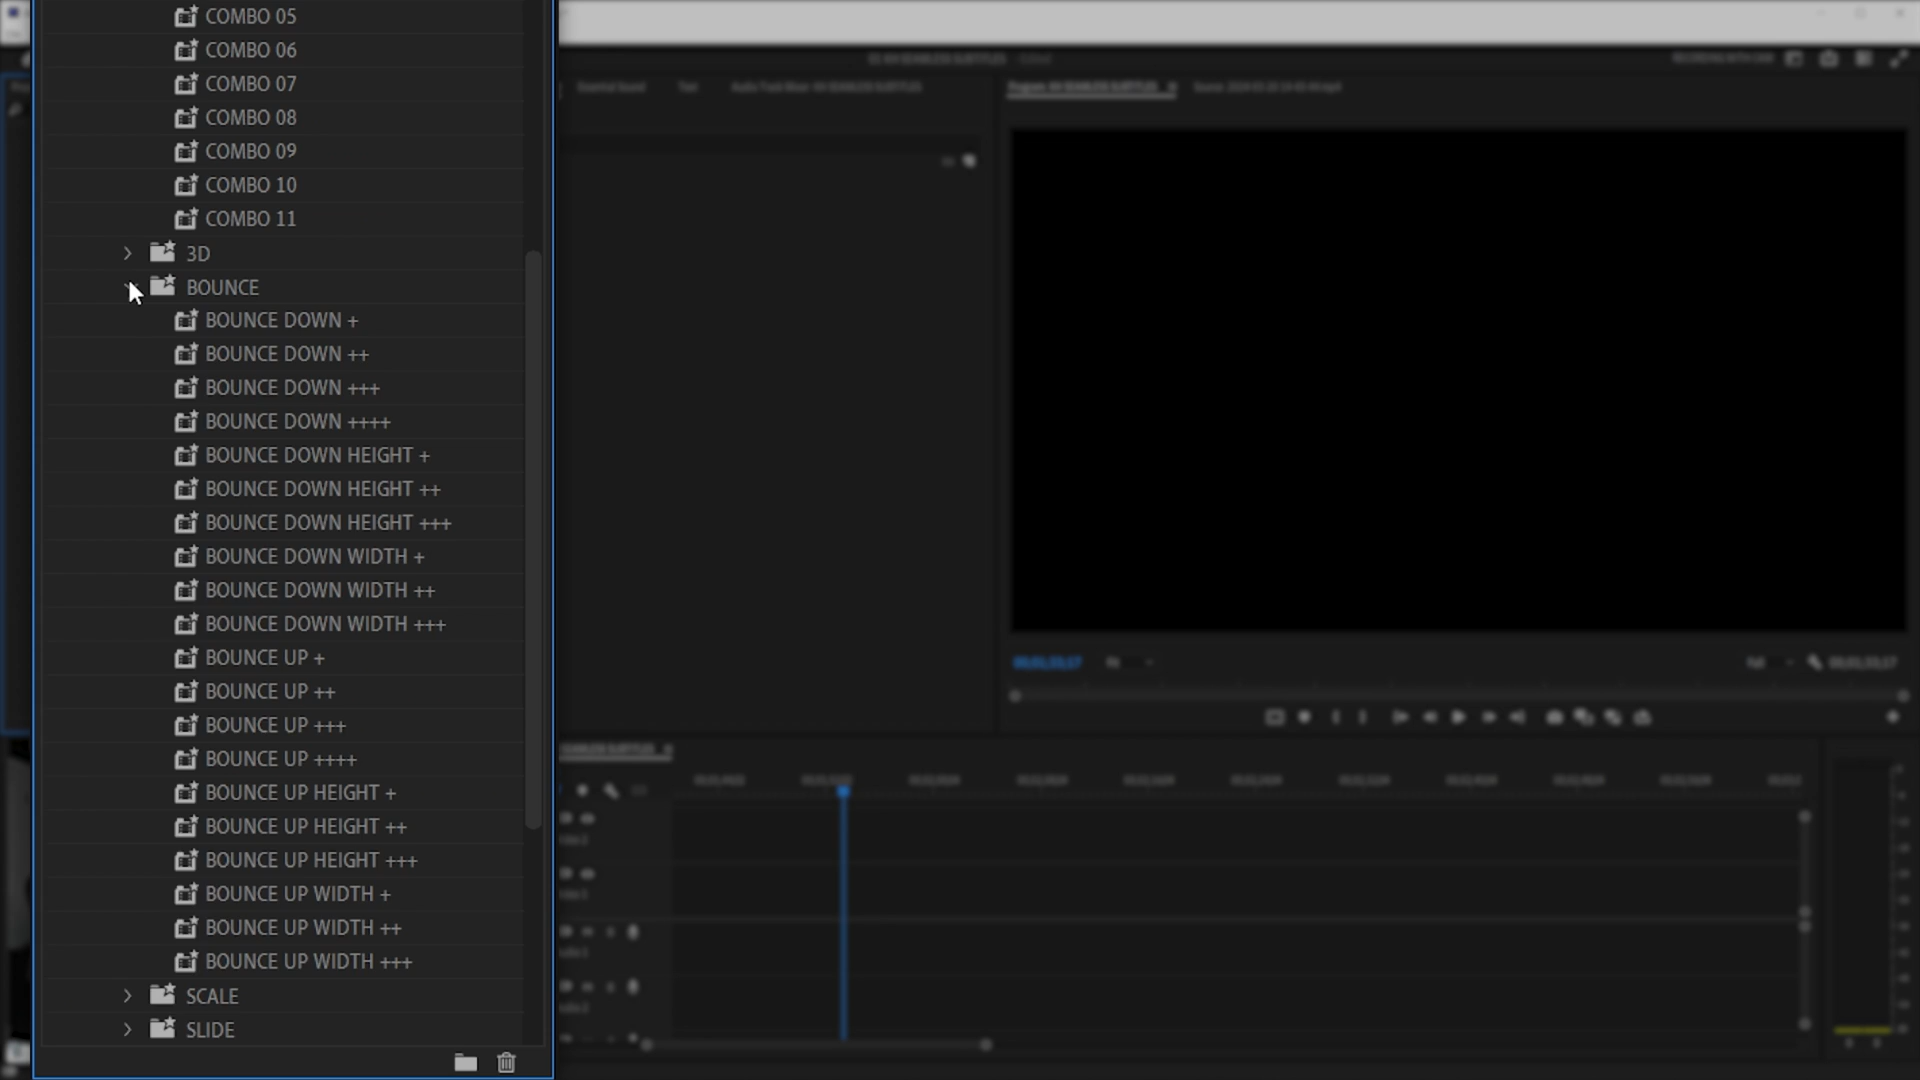 COMBO 05
COMBO 06
COMBO 07
COMBO 08
COMBO 09
COMBO 10
COMBO 11
3D
BOUNCE
BOUNCE DOWN +
BOUNCE DOWN ++
BOUNCE DOWN +++
BOUNCE DOWN ++++
BOUNCE DOWN HEIGHT +
BOUNCE DOWN HEIGHT ++
BOUNCE DOWN HEIGHT +++
BOUNCE DOWN WIDTH +
BOUNCE DOWN WIDTH ++
BOUNCE DOWN WIDTH +++
BOUNCE UP +
BOUNCE UP ++
BOUNCE UP +++
BOUNCE UP ++++
BOUNCE UP HEIGHT +
BOUNCE UP HEIGHT ++
BOUNCE UP HEIGHT +++
BOUNCE UP WIDTH +
BOUNCE UP WIDTH ++
BOUNCE UP WIDTH +++
SCALE
SLIDE